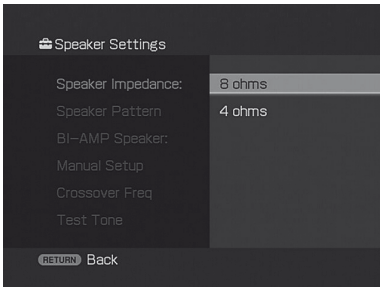 Speaker Settings
Speaker Impedance: 8 ohms
Speaker Pattern 4 ohms
BI-AMP Speaker:
Manual Setup
Crossover Freq
Test Tone
RETURN Back